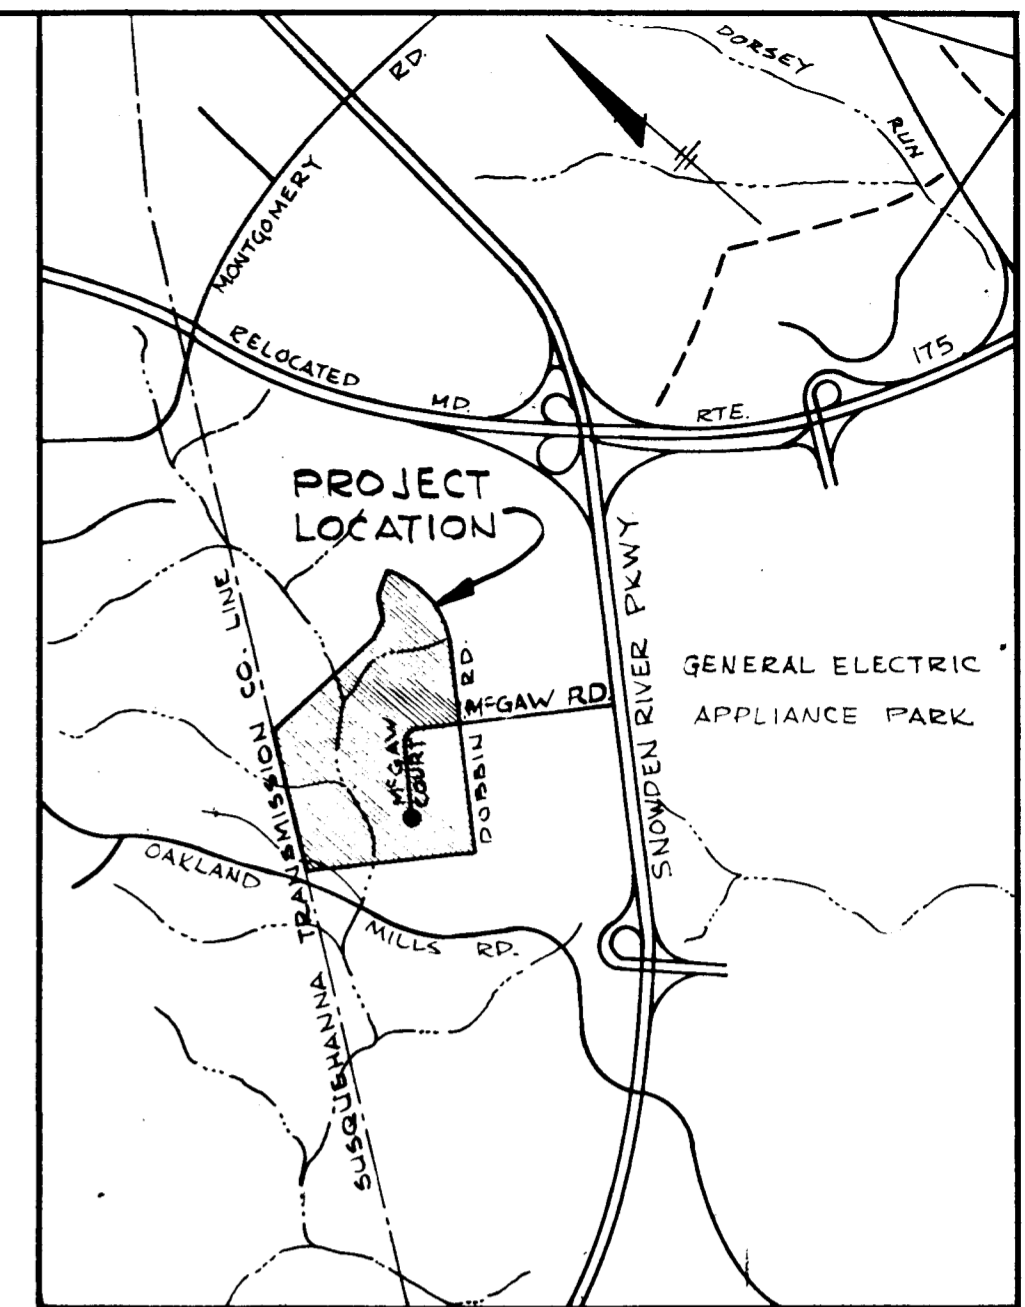 DORSEY
RUN
MONTGOMERY RD.
RELOCATED MD. RTE. 175
PROJECT
LOCATION
SUSQUEHANNA TRANSMISSION CO. LINE
DOBBIN RD.
McGAW RD.
McGAW
COURT
SNOWDEN RIVER PKWY
GENERAL ELECTRIC
APPLIANCE PARK
OAKLAND MILLS RD.